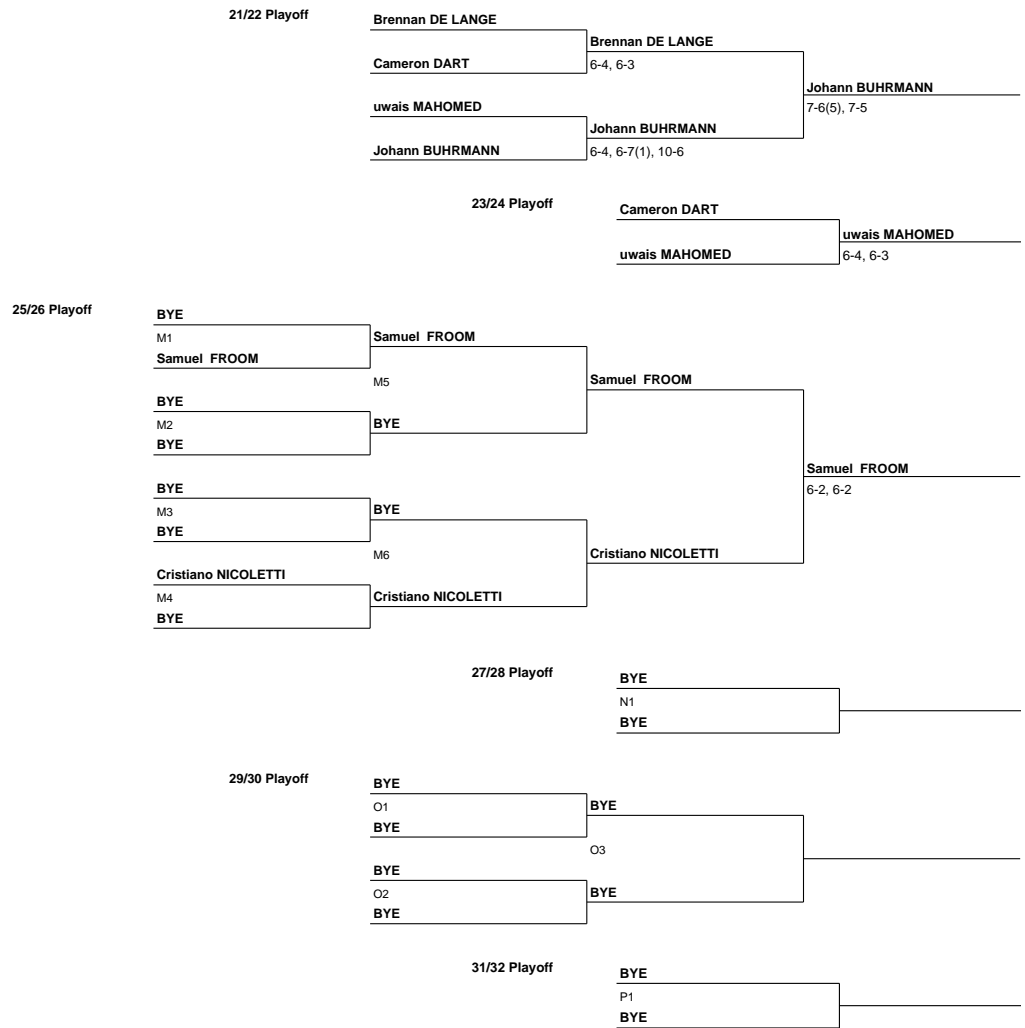 21/22 Playoff
Brennan DE LANGE
Brennan DE LANGE
Cameron DART
6-4, 6-3
Johann BUHRMANN
uwais MAHOMED
7-6(5), 7-5
Johann BUHRMANN
Johann BUHRMANN
6-4, 6-7(1), 10-6
23/24 Playoff
Cameron DART
uwais MAHOMED
uwais MAHOMED
6-4, 6-3
25/26 Playoff
BYE
M1
Samuel  FROOM
Samuel  FROOM
M5
Samuel  FROOM
BYE
M2
BYE
BYE
Samuel  FROOM
6-2, 6-2
BYE
M3
BYE
BYE
M6
Cristiano NICOLETTI
Cristiano NICOLETTI
M4
Cristiano NICOLETTI
BYE
27/28 Playoff
BYE
N1
BYE
29/30 Playoff
BYE
O1
BYE
BYE
O3
BYE
O2
BYE
BYE
31/32 Playoff
BYE
P1
BYE